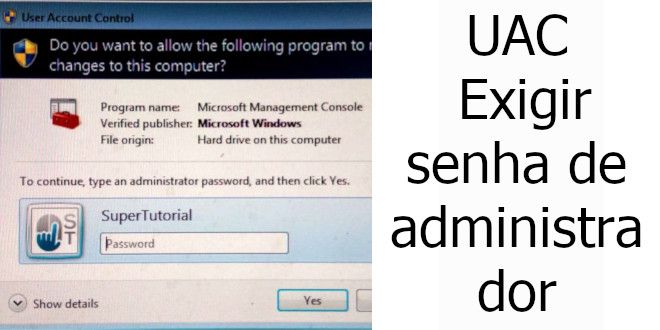 User Account Control
Do you want to allow the following program to
changes to this computer?
Program name: Microsoft Management Console
Verified publisher: Microsoft Windows
File origin: Hard drive on this computer
To continue, type an administrator password, and then click Yes.
ST
SuperTutorial
Password
Show details
Yes
UAC
Exigir
senha de
administra
dor